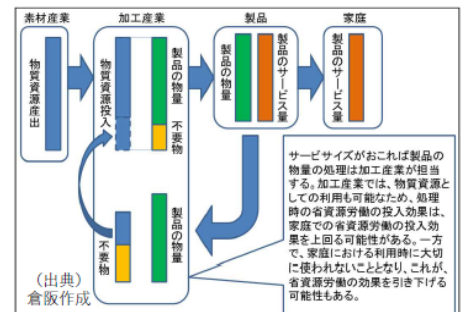 素材産業
加工産業
製品
家庭
物質資源産出
物質資源投入
製品の物量
不要物
製品の物量
製品のサービス量
製品のサービス量
不要物
製品の物量
サービサイズがおこれば製品の
物量の処理は加工産業が担当
する。加工産業では、物質資源と
しての利用も可能なため、処理
時の省資源労働の投入効果は、
家庭での省資源労働の投入効
果を上回る可能性がある。一方
で、家庭における利用時に大切
に使われないこととなり、これが、
省資源労働の効果を引き下げる
可能性もある。
(出典)
倉阪作成